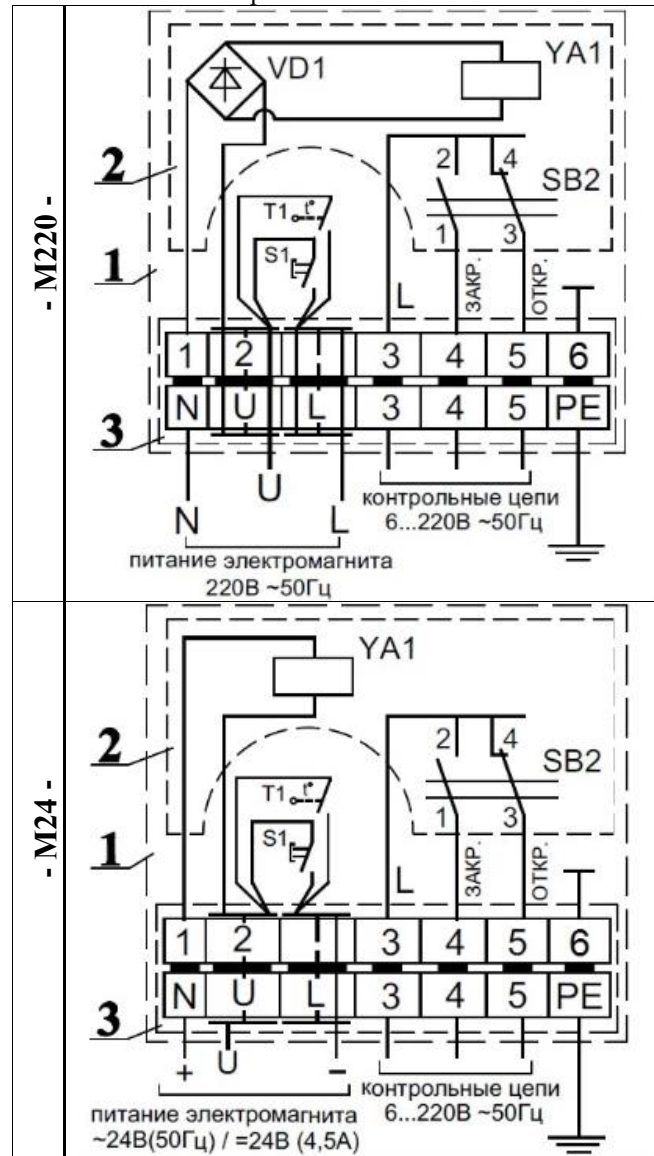 - М220 -
VD1
YA1
2
2
4
SB2
T1
t°
S1
1
1
3
L
ЗАКР.
ОТКР.
1
2
3
4
5
6
3
N
U
L
3
4
5
PE
N
U
L
контрольные цепи
6...220В ~50Гц
питание электромагнита
220В ~50Гц
- М24 -
YA1
2
2
4
SB2
T1
t°
S1
1
1
3
L
ЗАКР.
ОТКР.
1
2
3
4
5
6
3
N
U
L
3
4
5
PE
+
U
−
контрольные цепи
6...220В ~50Гц
питание электромагнита
~24В(50Гц) / =24В (4,5А)